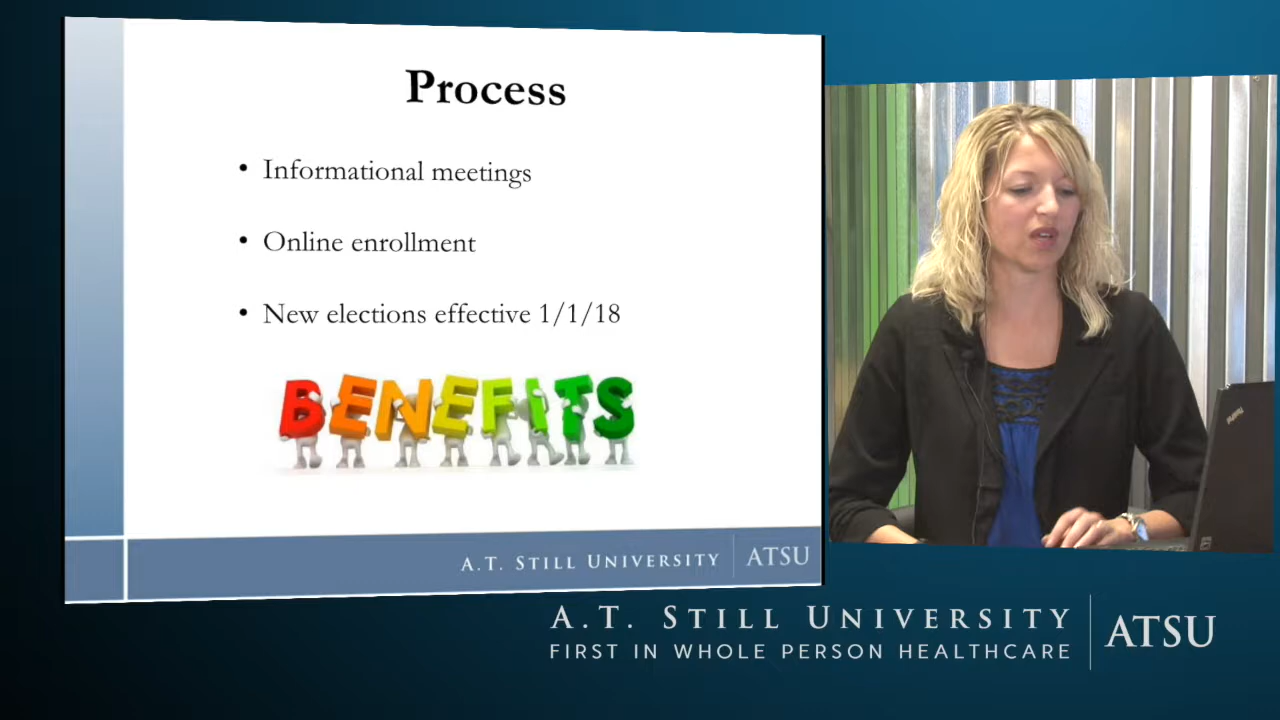 Process
• Informational meetings
• Online enrollment
• New elections effective 1/1/18
BENEFITS
A.T. STILL UNIVERSITY | ATSU
ThinkPad
A.T. STILL UNIVERSITY
FIRST IN WHOLE PERSON HEALTHCARE
ATSU